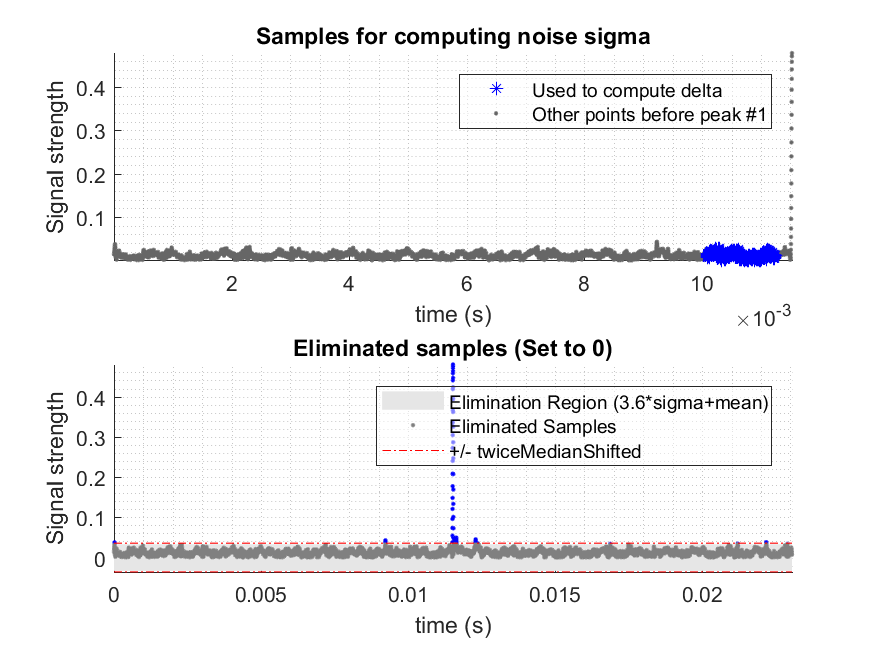 Samples for computing noise sigma
Signal strength
0.4
0.3
0.2
0.1
Used to compute delta
Other points before peak #1
2
4
6
8
10
time (s)
×10-3
Eliminated samples (Set to 0)
Signal strength
0.4
0.3
0.2
0.1
0
Elimination Region (3.6*sigma+mean)
Eliminated Samples
+/- twiceMedianShifted
0
0.005
0.01
0.015
0.02
time (s)